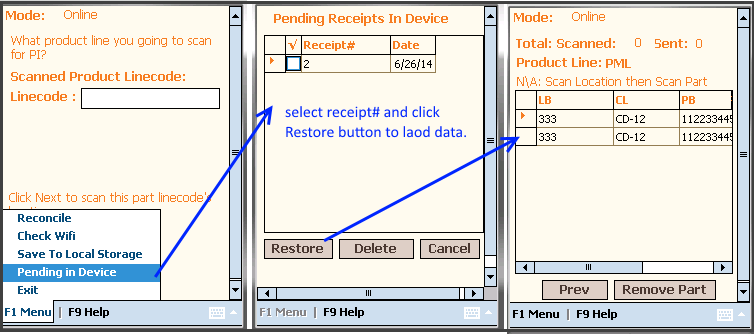 Mode: Online
What product line you going to scan
for PI?
Scanned Product Linecode:
Linecode :
Click Next to scan this part linecode's
Reconcile
Check Wifi
Save To Local Storage
Pending in Device
Exit
F1 Menu | F9 Help
Pending Receipts In Device
√ Receipt# Date
2 6/26/14
select receipt# and click
Restore button to laod data.
Restore Delete Cancel
F1 Menu | F9 Help
Mode: Online
Total: Scanned: 0 Sent: 0
Product Line: PML
N\A: Scan Location then Scan Part
LB CL PB
333 CD-12 112233445
333 CD-12 112233445
Prev Remove Part
F1 Menu | F9 Help